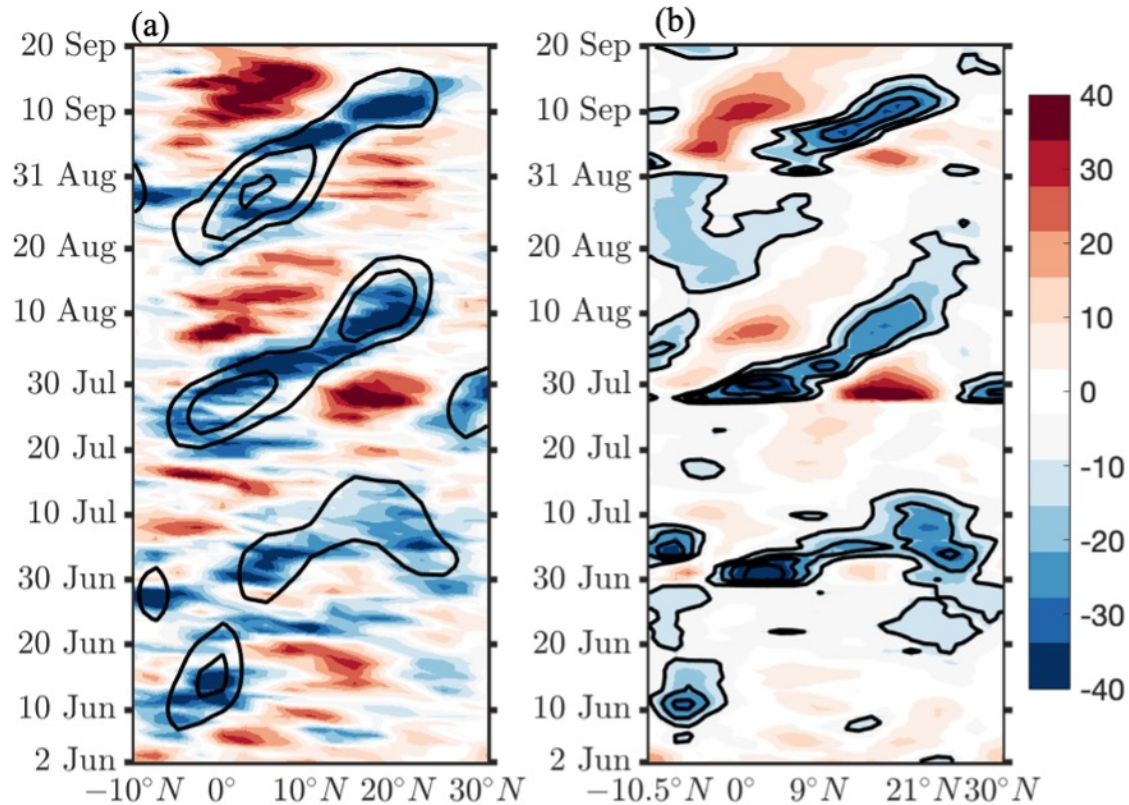 (a) (b)
20 Sep 20 Sep
10 Sep 10 Sep 40
31 Aug 31 Aug 30
20 Aug 20 Aug 20
10 Aug 10 Aug 10
30 Jul 30 Jul 0
20 Jul 20 Jul -10
10 Jul 10 Jul -20
30 Jun 30 Jun -30
20 Jun 20 Jun -40
10 Jun 10 Jun
2 Jun 2 Jun
−10°N 0° 10°N 20°N 30°N −10.5°N 0° 9°N 21°N 30°N